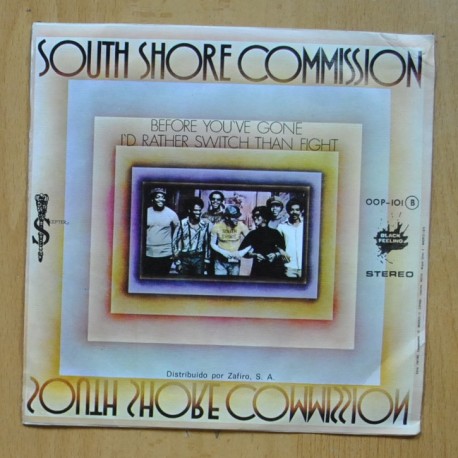 SOUTH SHORE COMMISSION
BEFORE YOU'VE GONE
I'D RATHER SWITCH THAN FIGHT
OOP-101 B
BLACK
FEELING
STEREO
Distribuido por Zafiro, S. A.
SOUTH SHORE COMMISSION